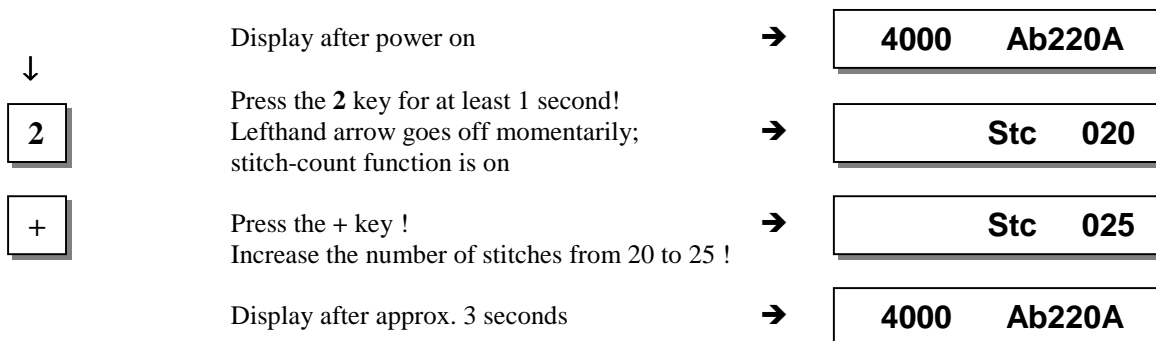 Display after power on ➔ 4000 Ab220A
↓
2 Press the 2 key for at least 1 second!
Lefthand arrow goes off momentarily; ➔ Stc 020
stitch-count function is on
+ Press the + key ! ➔ Stc 025
Increase the number of stitches from 20 to 25 !
Display after approx. 3 seconds ➔ 4000 Ab220A